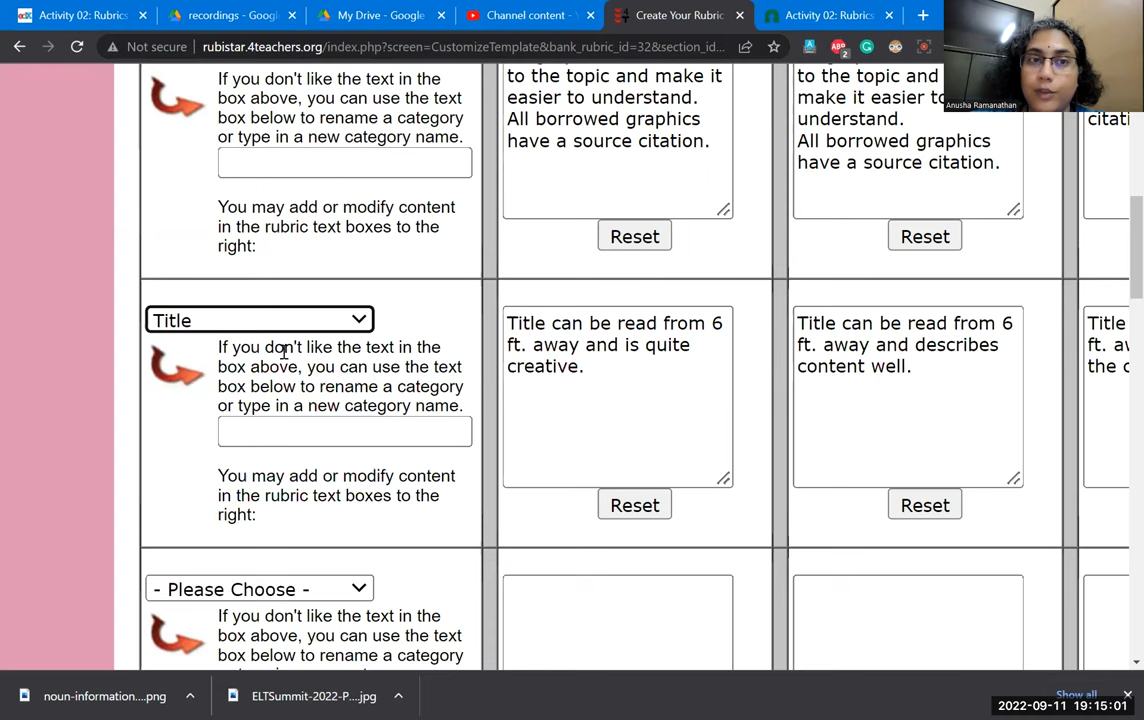 Activity 02: Rubrics
recordings - Googl
My Drive - Google
Channel content - Y
Create Your Rubric
Activity 02: Rubrics
Not secure
rubistar.4teachers.org/index.php?screen=CustomizeTemplate&bank_rubric_id=32&section_id...
ABP
2
Anusha Ramanathan
If you don't like the text in the
box above, you can use the text
box below to rename a category
or type in a new category name.
You may add or modify content
in the rubric text boxes to the
right:
to the topic and make it
easier to understand.
All borrowed graphics
have a source citation.
Reset
to the topic and
make it easier to
understand.
All borrowed graphics
have a source citation.
Reset
citati
Title
If you don't like the text in the
box above, you can use the text
box below to rename a category
or type in a new category name.
You may add or modify content
in the rubric text boxes to the
right:
Title can be read from 6
ft. away and is quite
creative.
Reset
Title can be read from 6
ft. away and describes
content well.
Reset
Title
ft. aw
the c
- Please Choose -
If you don't like the text in the
box above, you can use the text
box below to rename a category
noun-information....png
ELTSummit-2022-P....jpg
Show all
2022-09-11 19:15:01